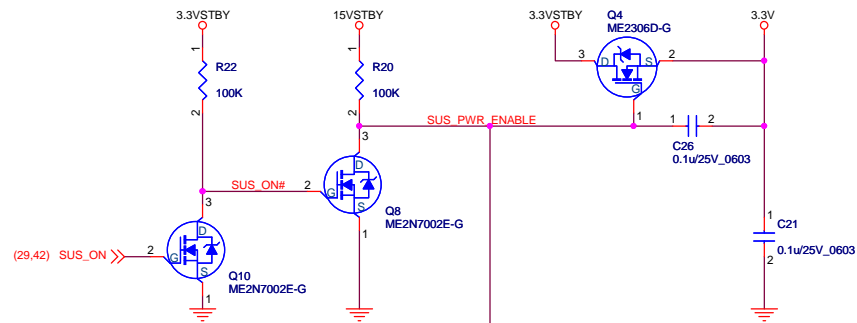 3.3VSTBY
15VSTBY
3.3VSTBY
Q4
ME2306D-G
3.3V
1
R22
100K
2
1
R20
100K
2
3
D
S
2
G
1
SUS_PWR_ENABLE
1
2
C26
0.1u/25V_0603
3
D
SUS_ON#
2
G
S
Q8
ME2N7002E-G
1
3
D
(29,42) SUS_ON
2
G
S
Q10
ME2N7002E-G
1
1
C21
0.1u/25V_0603
2